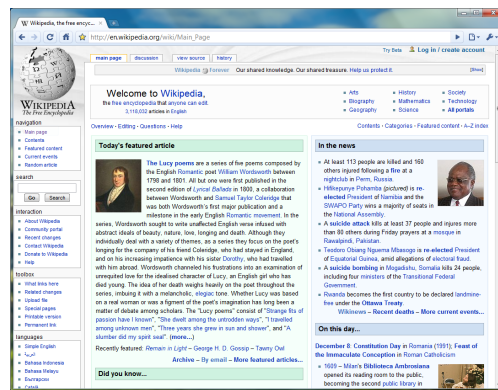 Wikipedia, the free encyc...
http://en.wikipedia.org/wiki/Main_Page
Try Beta Log in / create account
main page discussion view source history
Wikipedia Forever Our shared knowledge. Our shared treasure. Help us protect it. [Show]
WIKIPEDIA
The Free Encyclopedia
navigation
Main page
Contents
Featured content
Current events
Random article
search
Go Search
interaction
About Wikipedia
Community portal
Recent changes
Contact Wikipedia
Donate to Wikipedia
Help
toolbox
What links here
Related changes
Upload file
Special pages
Printable version
Permanent link
languages
Simple English
العربية
Bahasa Indonesia
Bahasa Melayu
Български
Català
Welcome to Wikipedia,
the free encyclopedia that anyone can edit.
3,118,632 articles in English
Arts
Biography
Geography
History
Mathematics
Science
Society
Technology
All portals
Overview · Editing · Questions · Help
Contents · Categories · Featured content · A–Z index
Today's featured article
The Lucy poems are a series of five poems composed by
the English Romantic poet William Wordsworth between
1798 and 1801. All but one were first published in the
second edition of Lyrical Ballads in 1800, a collaboration
between Wordsworth and Samuel Taylor Coleridge that
was both Wordsworth's first major publication and a
milestone in the early English Romantic movement. In the
series, Wordsworth sought to write unaffected English verse infused with
abstract ideals of beauty, nature, love, longing and death. Although they
individually deal with a variety of themes, as a series they focus on the poet's
longing for the company of his friend Coleridge, who had stayed in England,
and on his increasing impatience with his sister Dorothy, who had travelled
with him abroad. Wordsworth channeled his frustrations into an examination of
unrequited love for the idealised character of Lucy, an English girl who has
died young. The idea of her death weighs heavily on the poet throughout the
series, imbuing it with a melancholic, elegiac tone. Whether Lucy was based
on a real woman or was a figment of the poet's imagination has long been a
matter of debate among scholars. The "Lucy poems" consist of "Strange fits of
passion have I known", "She dwelt among the untrodden ways", "I travelled
among unknown men", "Three years she grew in sun and shower", and "A
slumber did my spirit seal". (more...)
Recently featured: Remain in Light – George H. D. Gossip – Tawny Owl
Archive – By email – More featured articles...
Did you know...
In the news
At least 113 people are killed and 160
others injured following a fire at a
nightclub in Perm, Russia.
Hifikepunye Pohamba (pictured) is re-
elected President of Namibia and the
SWAPO Party wins a majority of seats in
the National Assembly.
A suicide attack kills at least 37 people and injures more
than 80 others during Friday prayers at a mosque in
Rawalpindi, Pakistan.
Teodoro Obiang Nguema Mbasogo is re-elected President
of Equatorial Guinea, amid allegations of electoral fraud.
A suicide bombing in Mogadishu, Somalia kills 24 people,
including four ministers of the Transitional Federal
Government.
Rwanda becomes the first country to be declared landmine-
free under the Ottawa Treaty.
Wikinews – Recent deaths – More current events...
On this day...
December 8: Constitution Day in Romania (1991); Feast of
the Immaculate Conception in Roman Catholicism
1609 – Milan's Biblioteca Ambrosiana
opened its reading room to the public,
becoming the second public library in